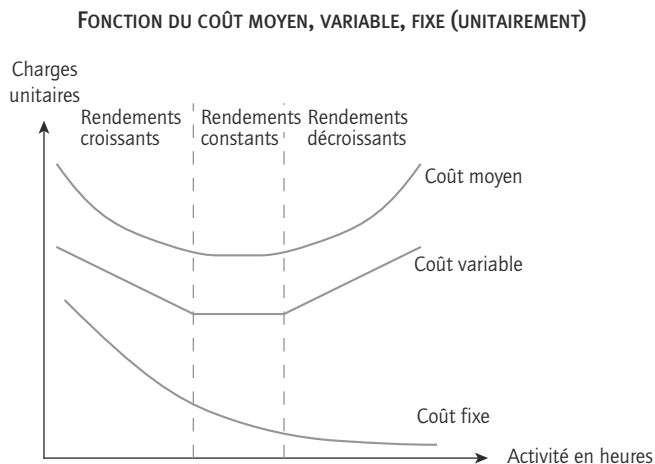 FONCTION DU COÛT MOYEN, VARIABLE, FIXE (UNITAIREMENT)
Charges
unitaires
Rendements
croissants
Rendements
constants
Rendements
décroissants
Coût moyen
Coût variable
Coût fixe
Activité en heures